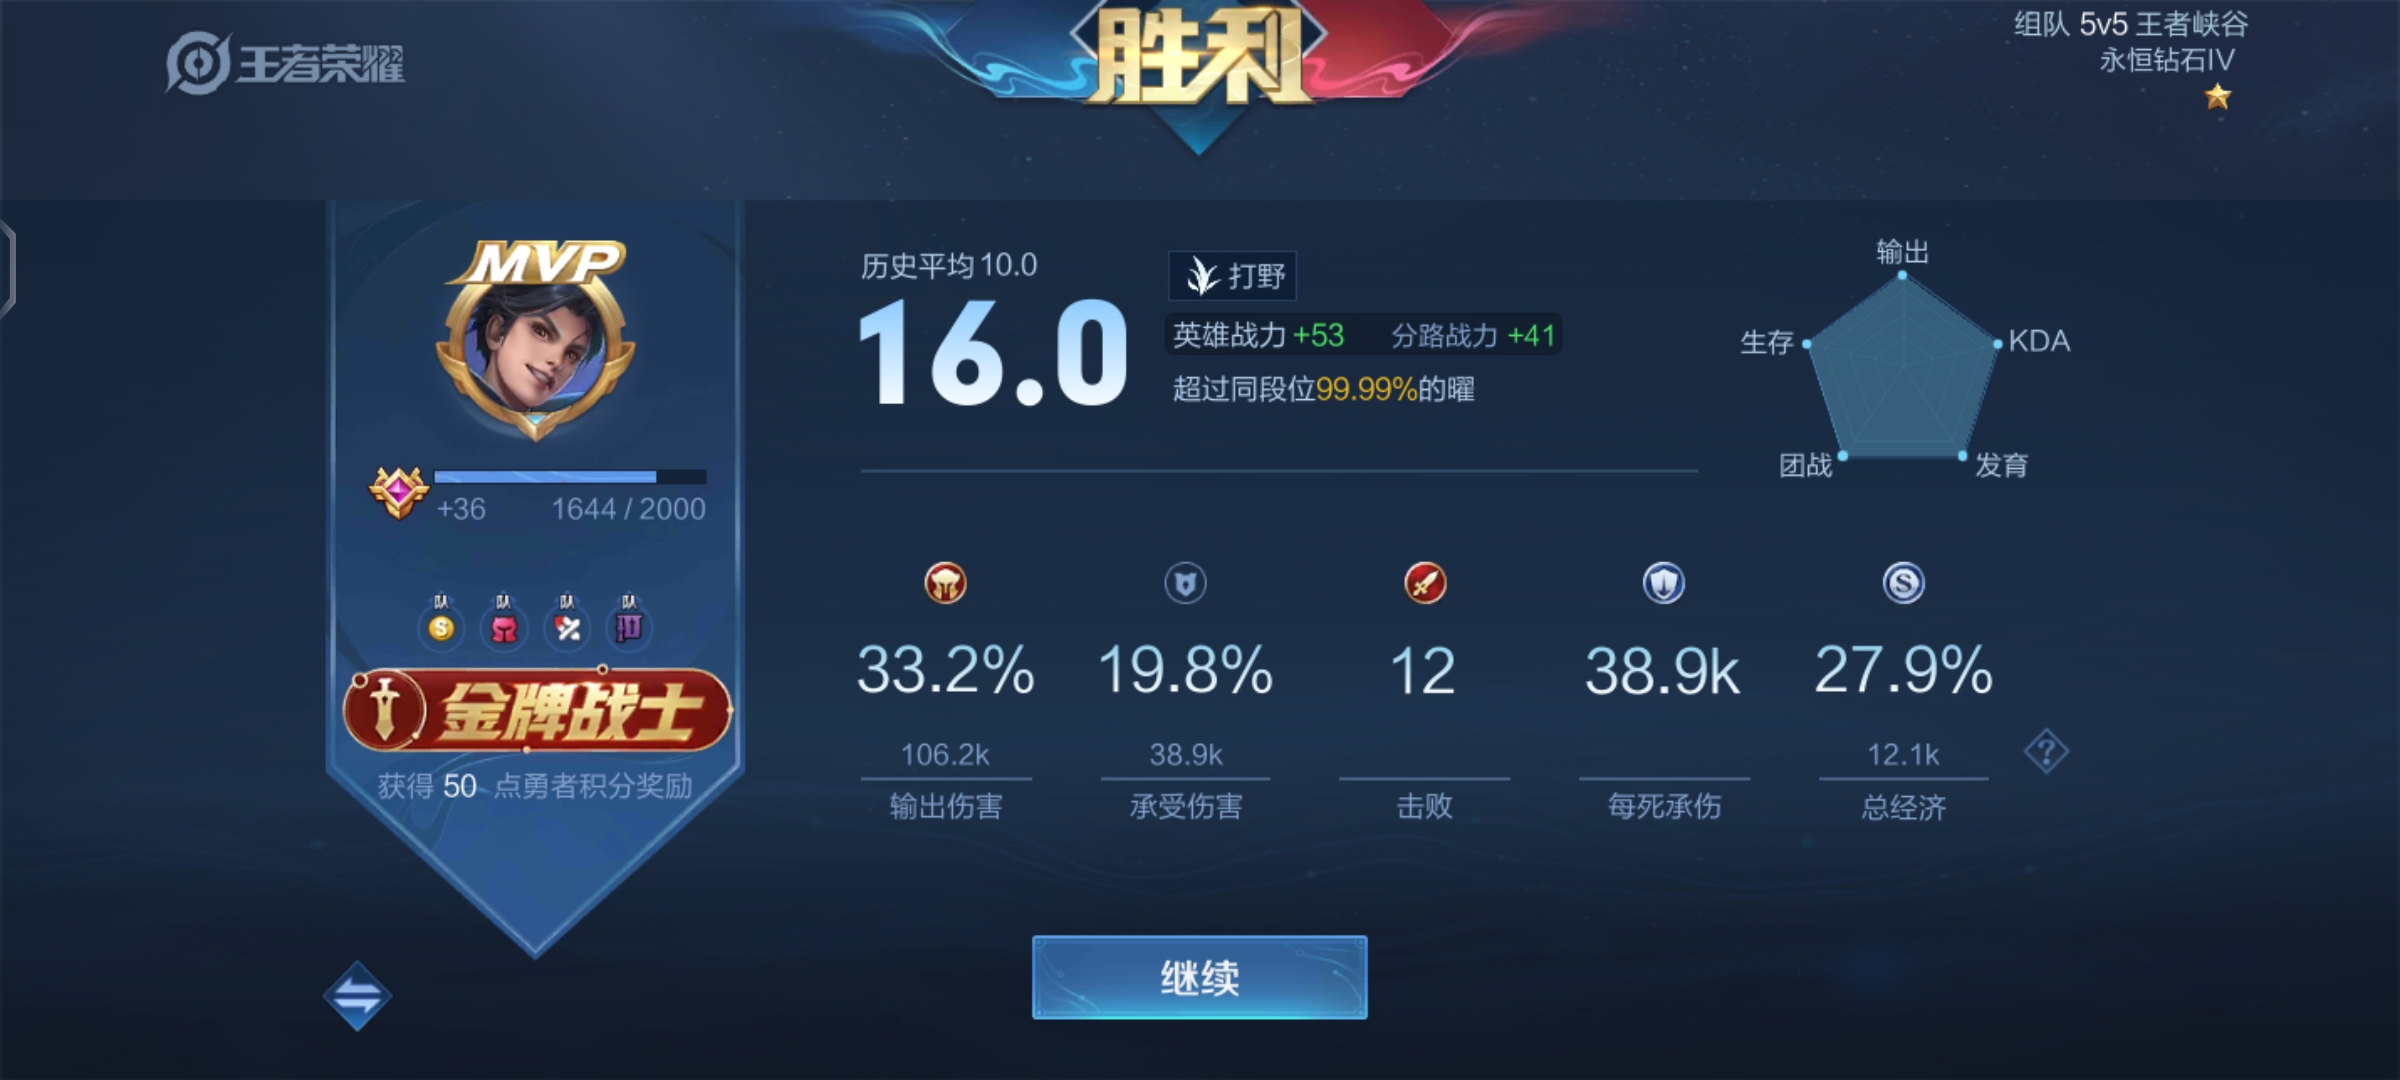 王者荣耀
胜利
组队 5v5 王者峡谷
永恒钻石IV
MVP
+36 1644 / 2000
队 队 队 队
金牌战士
获得 50 点勇者积分奖励
历史平均 10.0
16.0
打野
英雄战力 +53 分路战力 +41
超过同段位99.99%的曜
输出
生存
KDA
团战
发育
33.2% 19.8% 12 38.9k 27.9%
106.2k 38.9k 12.1k
?
输出伤害 承受伤害 击败 每死承伤 总经济
继续